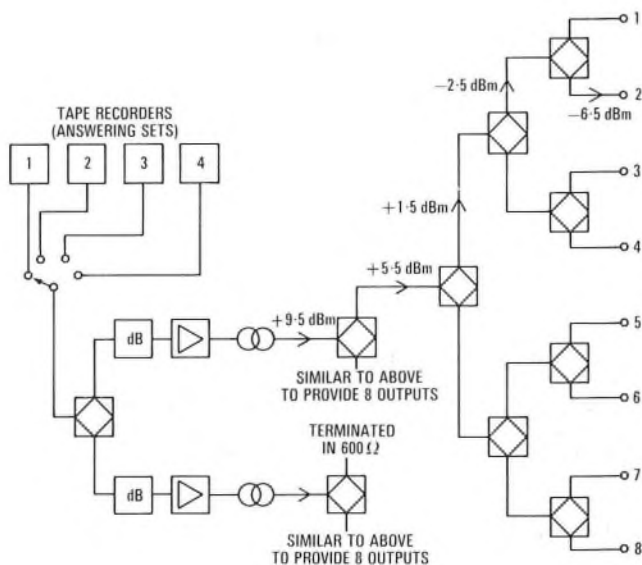 TAPE RECORDERS
(ANSWERING SETS)
1 2 3 4
dB
+9·5 dBm
+5·5 dBm
+1·5 dBm
−2·5 dBm
−6·5 dBm
SIMILAR TO ABOVE
TO PROVIDE 8 OUTPUTS
TERMINATED
IN 600 Ω
dB
SIMILAR TO ABOVE
TO PROVIDE 8 OUTPUTS
1
2
3
4
5
6
7
8